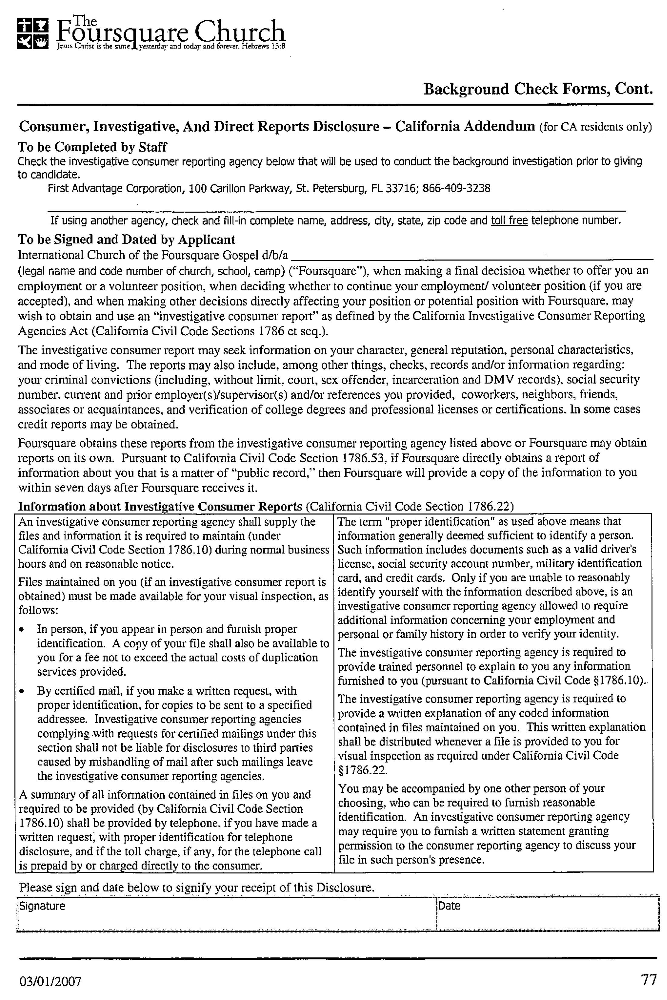 The
Foursquare Church
Jesus Christ is the same yesterday and today and forever. Hebrews 13:8
Background Check Forms, Cont.
Consumer, Investigative, And Direct Reports Disclosure – California Addendum (for CA residents only)
To be Completed by Staff
Check the investigative consumer reporting agency below that will be used to conduct the background investigation prior to giving
to candidate.
First Advantage Corporation, 100 Carillon Parkway, St. Petersburg, FL 33716; 866-409-3238
If using another agency, check and fill-in complete name, address, city, state, zip code and toll free telephone number.
To be Signed and Dated by Applicant
International Church of the Foursquare Gospel d/b/a
(legal name and code number of church, school, camp) (“Foursquare”), when making a final decision whether to offer you an
employment or a volunteer position, when deciding whether to continue your employment/ volunteer position (if you are
accepted), and when making other decisions directly affecting your position or potential position with Foursquare, may
wish to obtain and use an “investigative consumer report” as defined by the California Investigative Consumer Reporting
Agencies Act (California Civil Code Sections 1786 et seq.).
The investigative consumer report may seek information on your character, general reputation, personal characteristics,
and mode of living. The reports may also include, among other things, checks, records and/or information regarding:
your criminal convictions (including, without limit, court, sex offender, incarceration and DMV records), social security
number, current and prior employer(s)/supervisor(s) and/or references you provided, coworkers, neighbors, friends,
associates or acquaintances, and verification of college degrees and professional licenses or certifications. In some cases
credit reports may be obtained.
Foursquare obtains these reports from the investigative consumer reporting agency listed above or Foursquare may obtain
reports on its own. Pursuant to California Civil Code Section 1786.53, if Foursquare directly obtains a report of
information about you that is a matter of “public record,” then Foursquare will provide a copy of the information to you
within seven days after Foursquare receives it.
Information about Investigative Consumer Reports (California Civil Code Section 1786.22)
An investigative consumer reporting agency shall supply the
files and information it is required to maintain (under
California Civil Code Section 1786.10) during normal business
hours and on reasonable notice.
Files maintained on you (if an investigative consumer report is
obtained) must be made available for your visual inspection, as
follows:
• In person, if you appear in person and furnish proper
identification. A copy of your file shall also be available to
you for a fee not to exceed the actual costs of duplication
services provided.
• By certified mail, if you make a written request, with
proper identification, for copies to be sent to a specified
addressee. Investigative consumer reporting agencies
complying with requests for certified mailings under this
section shall not be liable for disclosures to third parties
caused by mishandling of mail after such mailings leave
the investigative consumer reporting agencies.
A summary of all information contained in files on you and
required to be provided (by California Civil Code Section
1786.10) shall be provided by telephone, if you have made a
written request, with proper identification for telephone
disclosure, and if the toll charge, if any, for the telephone call
is prepaid by or charged directly to the consumer.
The term "proper identification" as used above means that
information generally deemed sufficient to identify a person.
Such information includes documents such as a valid driver's
license, social security account number, military identification
card, and credit cards. Only if you are unable to reasonably
identify yourself with the information described above, is an
investigative consumer reporting agency allowed to require
additional information concerning your employment and
personal or family history in order to verify your identity.
The investigative consumer reporting agency is required to
provide trained personnel to explain to you any information
furnished to you (pursuant to California Civil Code §1786.10).
The investigative consumer reporting agency is required to
provide a written explanation of any coded information
contained in files maintained on you. This written explanation
shall be distributed whenever a file is provided to you for
visual inspection as required under California Civil Code
§1786.22.
You may be accompanied by one other person of your
choosing, who can be required to furnish reasonable
identification. An investigative consumer reporting agency
may require you to furnish a written statement granting
permission to the consumer reporting agency to discuss your
file in such person's presence.
Please sign and date below to signify your receipt of this Disclosure.
Signature
Date
03/01/2007
77